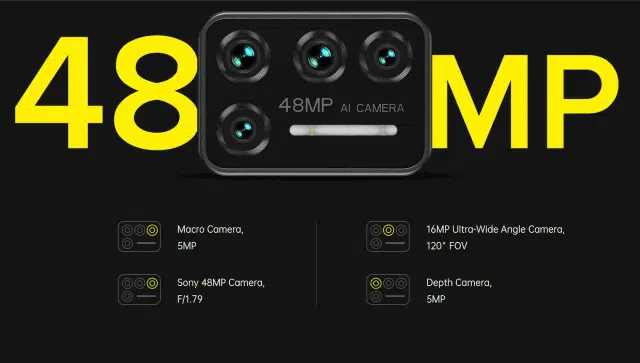 48 MP
48MP AI CAMERA
Macro Camera,
5MP
16MP Ultra-Wide Angle Camera,
120° FOV
Sony 48MP Camera,
F/1.79
Depth Camera,
5MP